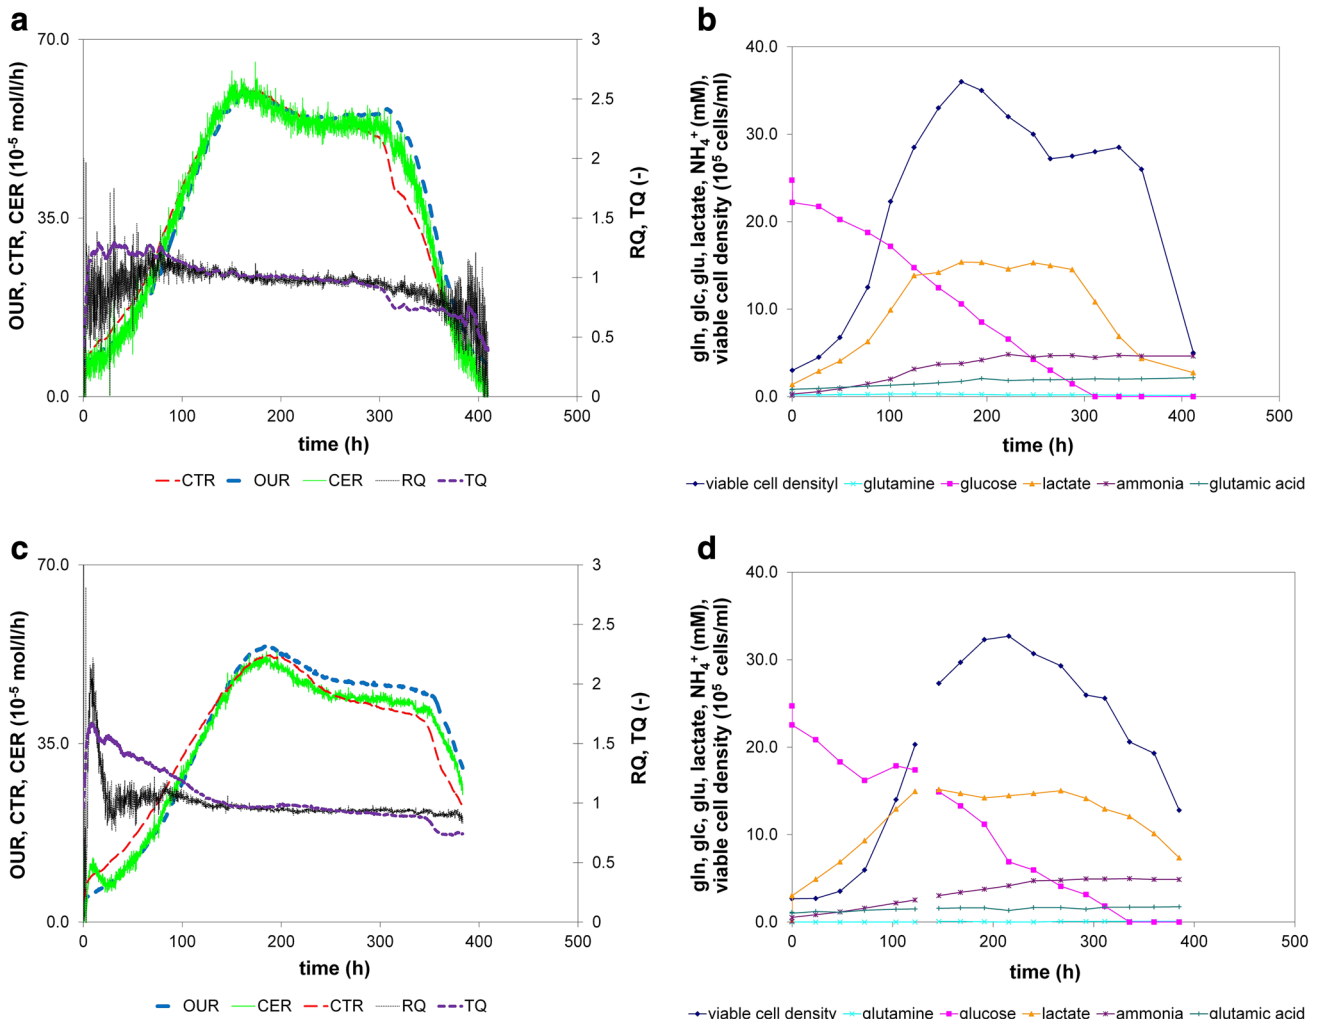 a
70.0
35.0
0.0
OUR, CTR, CER (10⁻⁵ mol/l/h)
3
2.5
2
1.5
1
0.5
0
RQ, TQ (-)
0 100 200 300 400 500
time (h)
CTR OUR CER RQ TQ
b
40.0
30.0
20.0
10.0
0.0
gln, glc, glu, lactate, NH₄⁺ (mM),
viable cell density (10⁵ cells/ml)
0 100 200 300 400 500
time (h)
viable cell densityl glutamine glucose lactate ammonia glutamic acid
c
70.0
35.0
0.0
OUR, CTR, CER (10⁻⁵ mol/l/h)
3
2.5
2
1.5
1
0.5
0
RQ, TQ (-)
0 100 200 300 400 500
time (h)
OUR CER CTR RQ TQ
d
40.0
30.0
20.0
10.0
0.0
gln, glc, glu, lactate, NH₄⁺ (mM),
viable cell density (10⁵ cells/ml)
0 100 200 300 400 500
time (h)
viable cell density glutamine glucose lactate ammonia glutamic acid